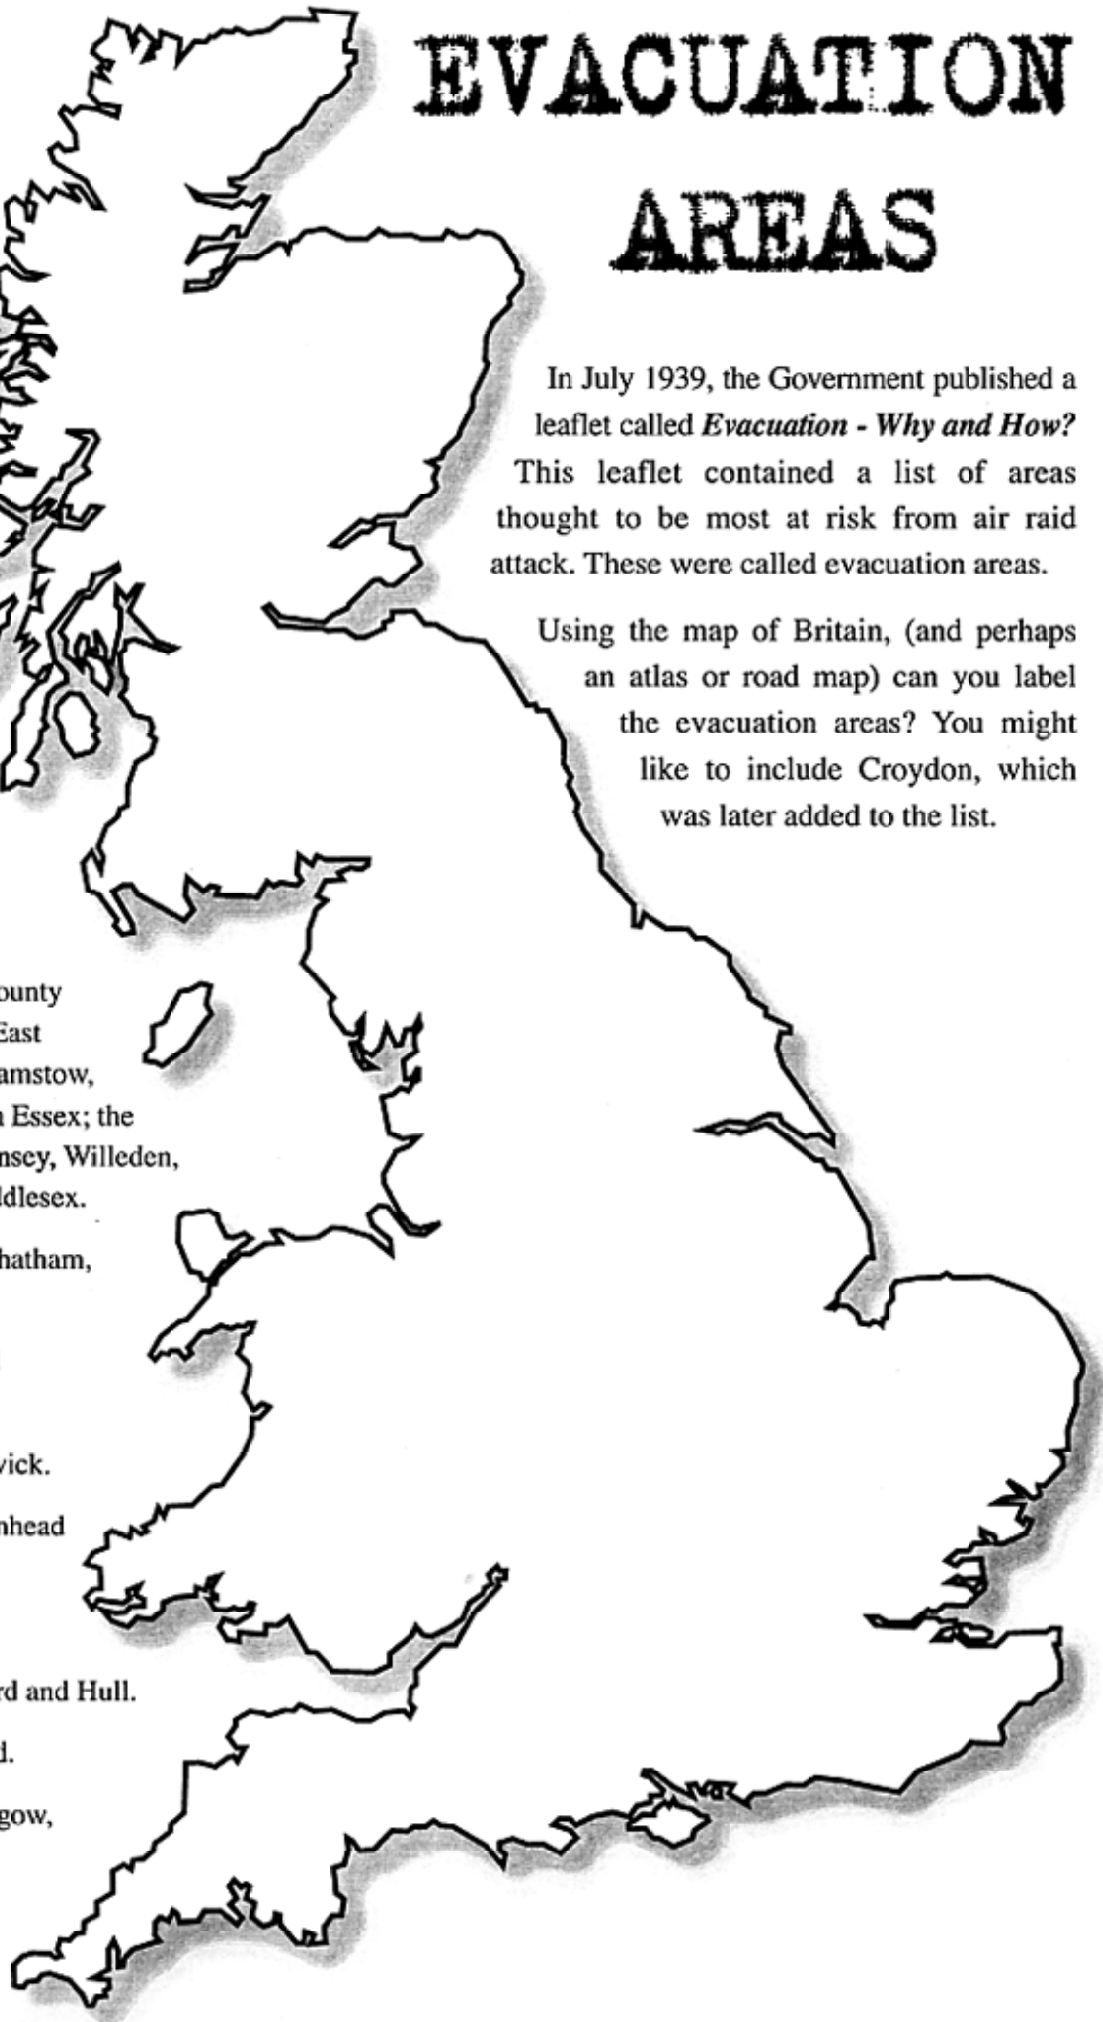 EVACUATION
AREAS
In July 1939, the Government published a
leaflet called Evacuation - Why and How?
This leaflet contained a list of areas
thought to be most at risk from air raid
attack. These were called evacuation areas.
Using the map of Britain, (and perhaps
an atlas or road map) can you label
the evacuation areas? You might
like to include Croydon, which
was later added to the list.
ounty
East
amstow,
n Essex; the
nsey, Willeden,
ddlesex.
hatham,
vick.
nhead
rd and Hull.
d.
gow,